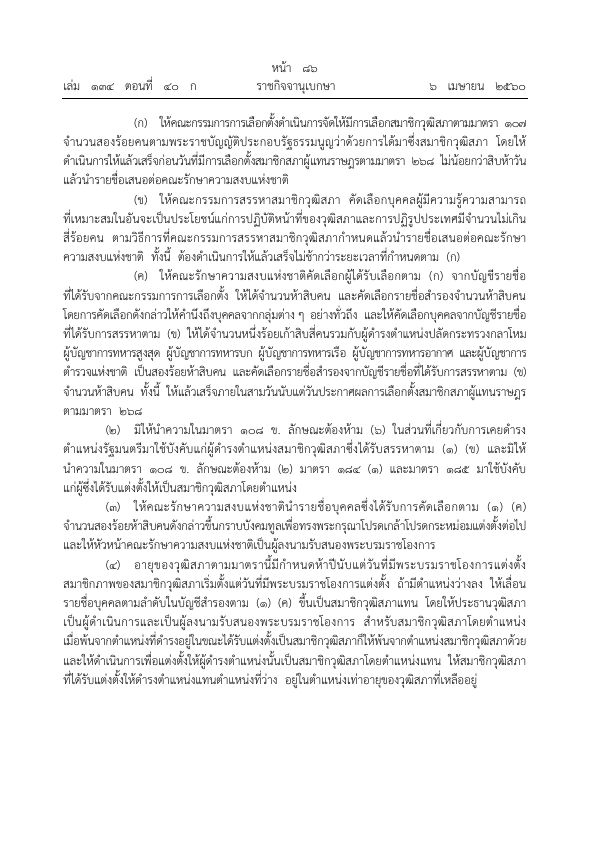 หน้า ๘๖
เล่ม ๑๓๔ ตอนที่ ๔๐ ก ราชกิจจานุเบกษา ๖ เมษายน ๒๕๖๐
(ก) ให้คณะกรรมการการเลือกตั้งดำเนินการจัดให้มีการเลือกสมาชิกวุฒิสภาตามมาตรา ๑๐๗
จำนวนสองร้อยคนตามพระราชบัญญัติประกอบรัฐธรรมนูญว่าด้วยการได้มาซึ่งสมาชิกวุฒิสภา โดยให้
ดำเนินการให้แล้วเสร็จก่อนวันที่มีการเลือกตั้งสมาชิกสภาผู้แทนราษฎรตามมาตรา ๒๖๘ ไม่น้อยกว่าสิบห้าวัน
แล้วนำรายชื่อเสนอต่อคณะรักษาความสงบแห่งชาติ
(ข) ให้คณะกรรมการสรรหาสมาชิกวุฒิสภา คัดเลือกบุคคลผู้มีความรู้ความสามารถ
ที่เหมาะสมในอันจะเป็นประโยชน์แก่การปฏิบัติหน้าที่ของวุฒิสภาและการปฏิรูปประเทศมีจำนวนไม่เกิน
สี่ร้อยคน ตามวิธีการที่คณะกรรมการสรรหาสมาชิกวุฒิสภากำหนดแล้วนำรายชื่อเสนอต่อคณะรักษา
ความสงบแห่งชาติ ทั้งนี้ ต้องดำเนินการให้แล้วเสร็จไม่ช้ากว่าระยะเวลาที่กำหนดตาม (ก)
(ค) ให้คณะรักษาความสงบแห่งชาติคัดเลือกผู้ได้รับเลือกตาม (ก) จากบัญชีรายชื่อ
ที่ได้รับจากคณะกรรมการการเลือกตั้ง ให้ได้จำนวนห้าสิบคน และคัดเลือกรายชื่อสำรองจำนวนห้าสิบคน
โดยการคัดเลือกดังกล่าวให้คำนึงถึงบุคคลจากกลุ่มต่าง ๆ อย่างทั่วถึง และให้คัดเลือกบุคคลจากบัญชีรายชื่อ
ที่ได้รับการสรรหาตาม (ข) ให้ได้จำนวนหนึ่งร้อยเก้าสิบสี่คนรวมกับผู้ดำรงตำแหน่งปลัดกระทรวงกลาโหม
ผู้บัญชาการทหารสูงสุด ผู้บัญชาการทหารบก ผู้บัญชาการทหารเรือ ผู้บัญชาการทหารอากาศ และผู้บัญชาการ
ตำรวจแห่งชาติ เป็นสองร้อยห้าสิบคน และคัดเลือกรายชื่อสำรองจากบัญชีรายชื่อที่ได้รับการสรรหาตาม (ข)
จำนวนห้าสิบคน ทั้งนี้ ให้แล้วเสร็จภายในสามวันนับแต่วันประกาศผลการเลือกตั้งสมาชิกสภาผู้แทนราษฎร
ตามมาตรา ๒๖๘
(๒) มิให้นำความในมาตรา ๑๐๘ ข. ลักษณะต้องห้าม (๖) ในส่วนที่เกี่ยวกับการเคยดำรง
ตำแหน่งรัฐมนตรีมาใช้บังคับแก่ผู้ดำรงตำแหน่งสมาชิกวุฒิสภาซึ่งได้รับสรรหาตาม (๑) (ข) และมิให้
นำความในมาตรา ๑๐๘ ข. ลักษณะต้องห้าม (๒) มาตรา ๑๘๔ (๑) และมาตรา ๑๘๕ มาใช้บังคับ
แก่ผู้ซึ่งได้รับแต่งตั้งให้เป็นสมาชิกวุฒิสภาโดยตำแหน่ง
(๓) ให้คณะรักษาความสงบแห่งชาตินำรายชื่อบุคคลซึ่งได้รับการคัดเลือกตาม (๑) (ค)
จำนวนสองร้อยห้าสิบคนดังกล่าวขึ้นกราบบังคมทูลเพื่อทรงพระกรุณาโปรดเกล้าโปรดกระหม่อมแต่งตั้งต่อไป
และให้หัวหน้าคณะรักษาความสงบแห่งชาติเป็นผู้ลงนามรับสนองพระบรมราชโองการ
(๔) อายุของวุฒิสภาตามมาตรานี้มีกำหนดห้าปีนับแต่วันที่มีพระบรมราชโองการแต่งตั้ง
สมาชิกภาพของสมาชิกวุฒิสภาเริ่มตั้งแต่วันที่มีพระบรมราชโองการแต่งตั้ง ถ้ามีตำแหน่งว่างลง ให้เลื่อน
รายชื่อบุคคลตามลำดับในบัญชีสำรองตาม (๑) (ค) ขึ้นเป็นสมาชิกวุฒิสภาแทน โดยให้ประธานวุฒิสภา
เป็นผู้ดำเนินการและเป็นผู้ลงนามรับสนองพระบรมราชโองการ สำหรับสมาชิกวุฒิสภาโดยตำแหน่ง
เมื่อพ้นจากตำแหน่งที่ดำรงอยู่ในขณะได้รับแต่งตั้งเป็นสมาชิกวุฒิสภาก็ให้พ้นจากตำแหน่งสมาชิกวุฒิสภาด้วย
และให้ดำเนินการเพื่อแต่งตั้งให้ผู้ดำรงตำแหน่งนั้นเป็นสมาชิกวุฒิสภาโดยตำแหน่งแทน ให้สมาชิกวุฒิสภา
ที่ได้รับแต่งตั้งให้ดำรงตำแหน่งแทนตำแหน่งที่ว่าง อยู่ในตำแหน่งเท่าอายุของวุฒิสภาที่เหลืออยู่